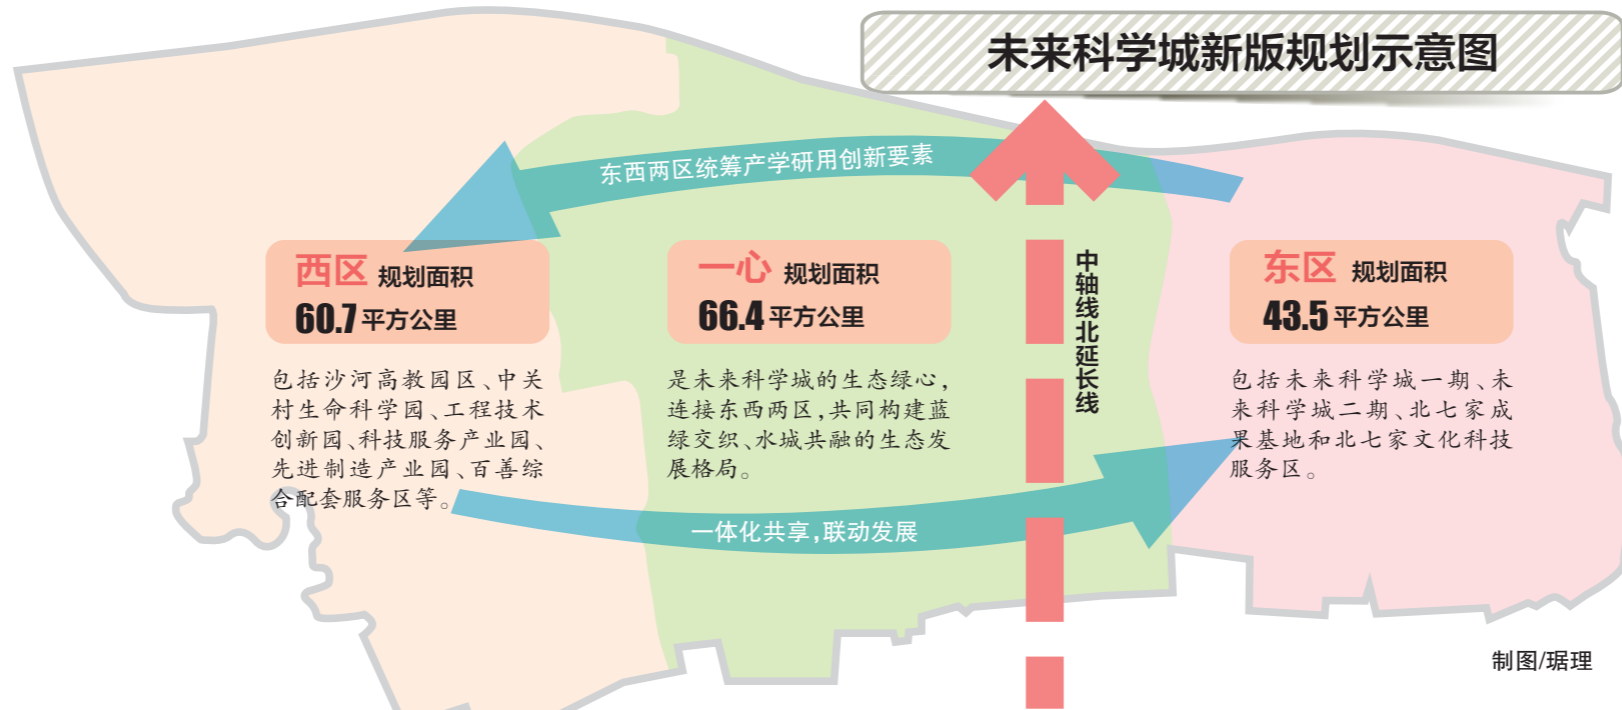 未来科学城新版规划示意图
东西两区统筹产学研用创新要素
西区 规划面积
60.7平方公里
包括沙河高教园区、中关
村生命科学园、工程技术
创新园、科技服务产业园、
先进制造产业园、百善综
合配套服务区等。
一心 规划面积
66.4平方公里
是未来科学城的生态绿心，
连接东西两区，共同构建蓝
绿交织、水城共融的生态发
展格局。
中轴线北延长线
东区 规划面积
43.5平方公里
包括未来科学城一期、未
来科学城二期、北七家成
果基地和北七家文化科技
服务区。
一体化共享，联动发展
制图/琚理